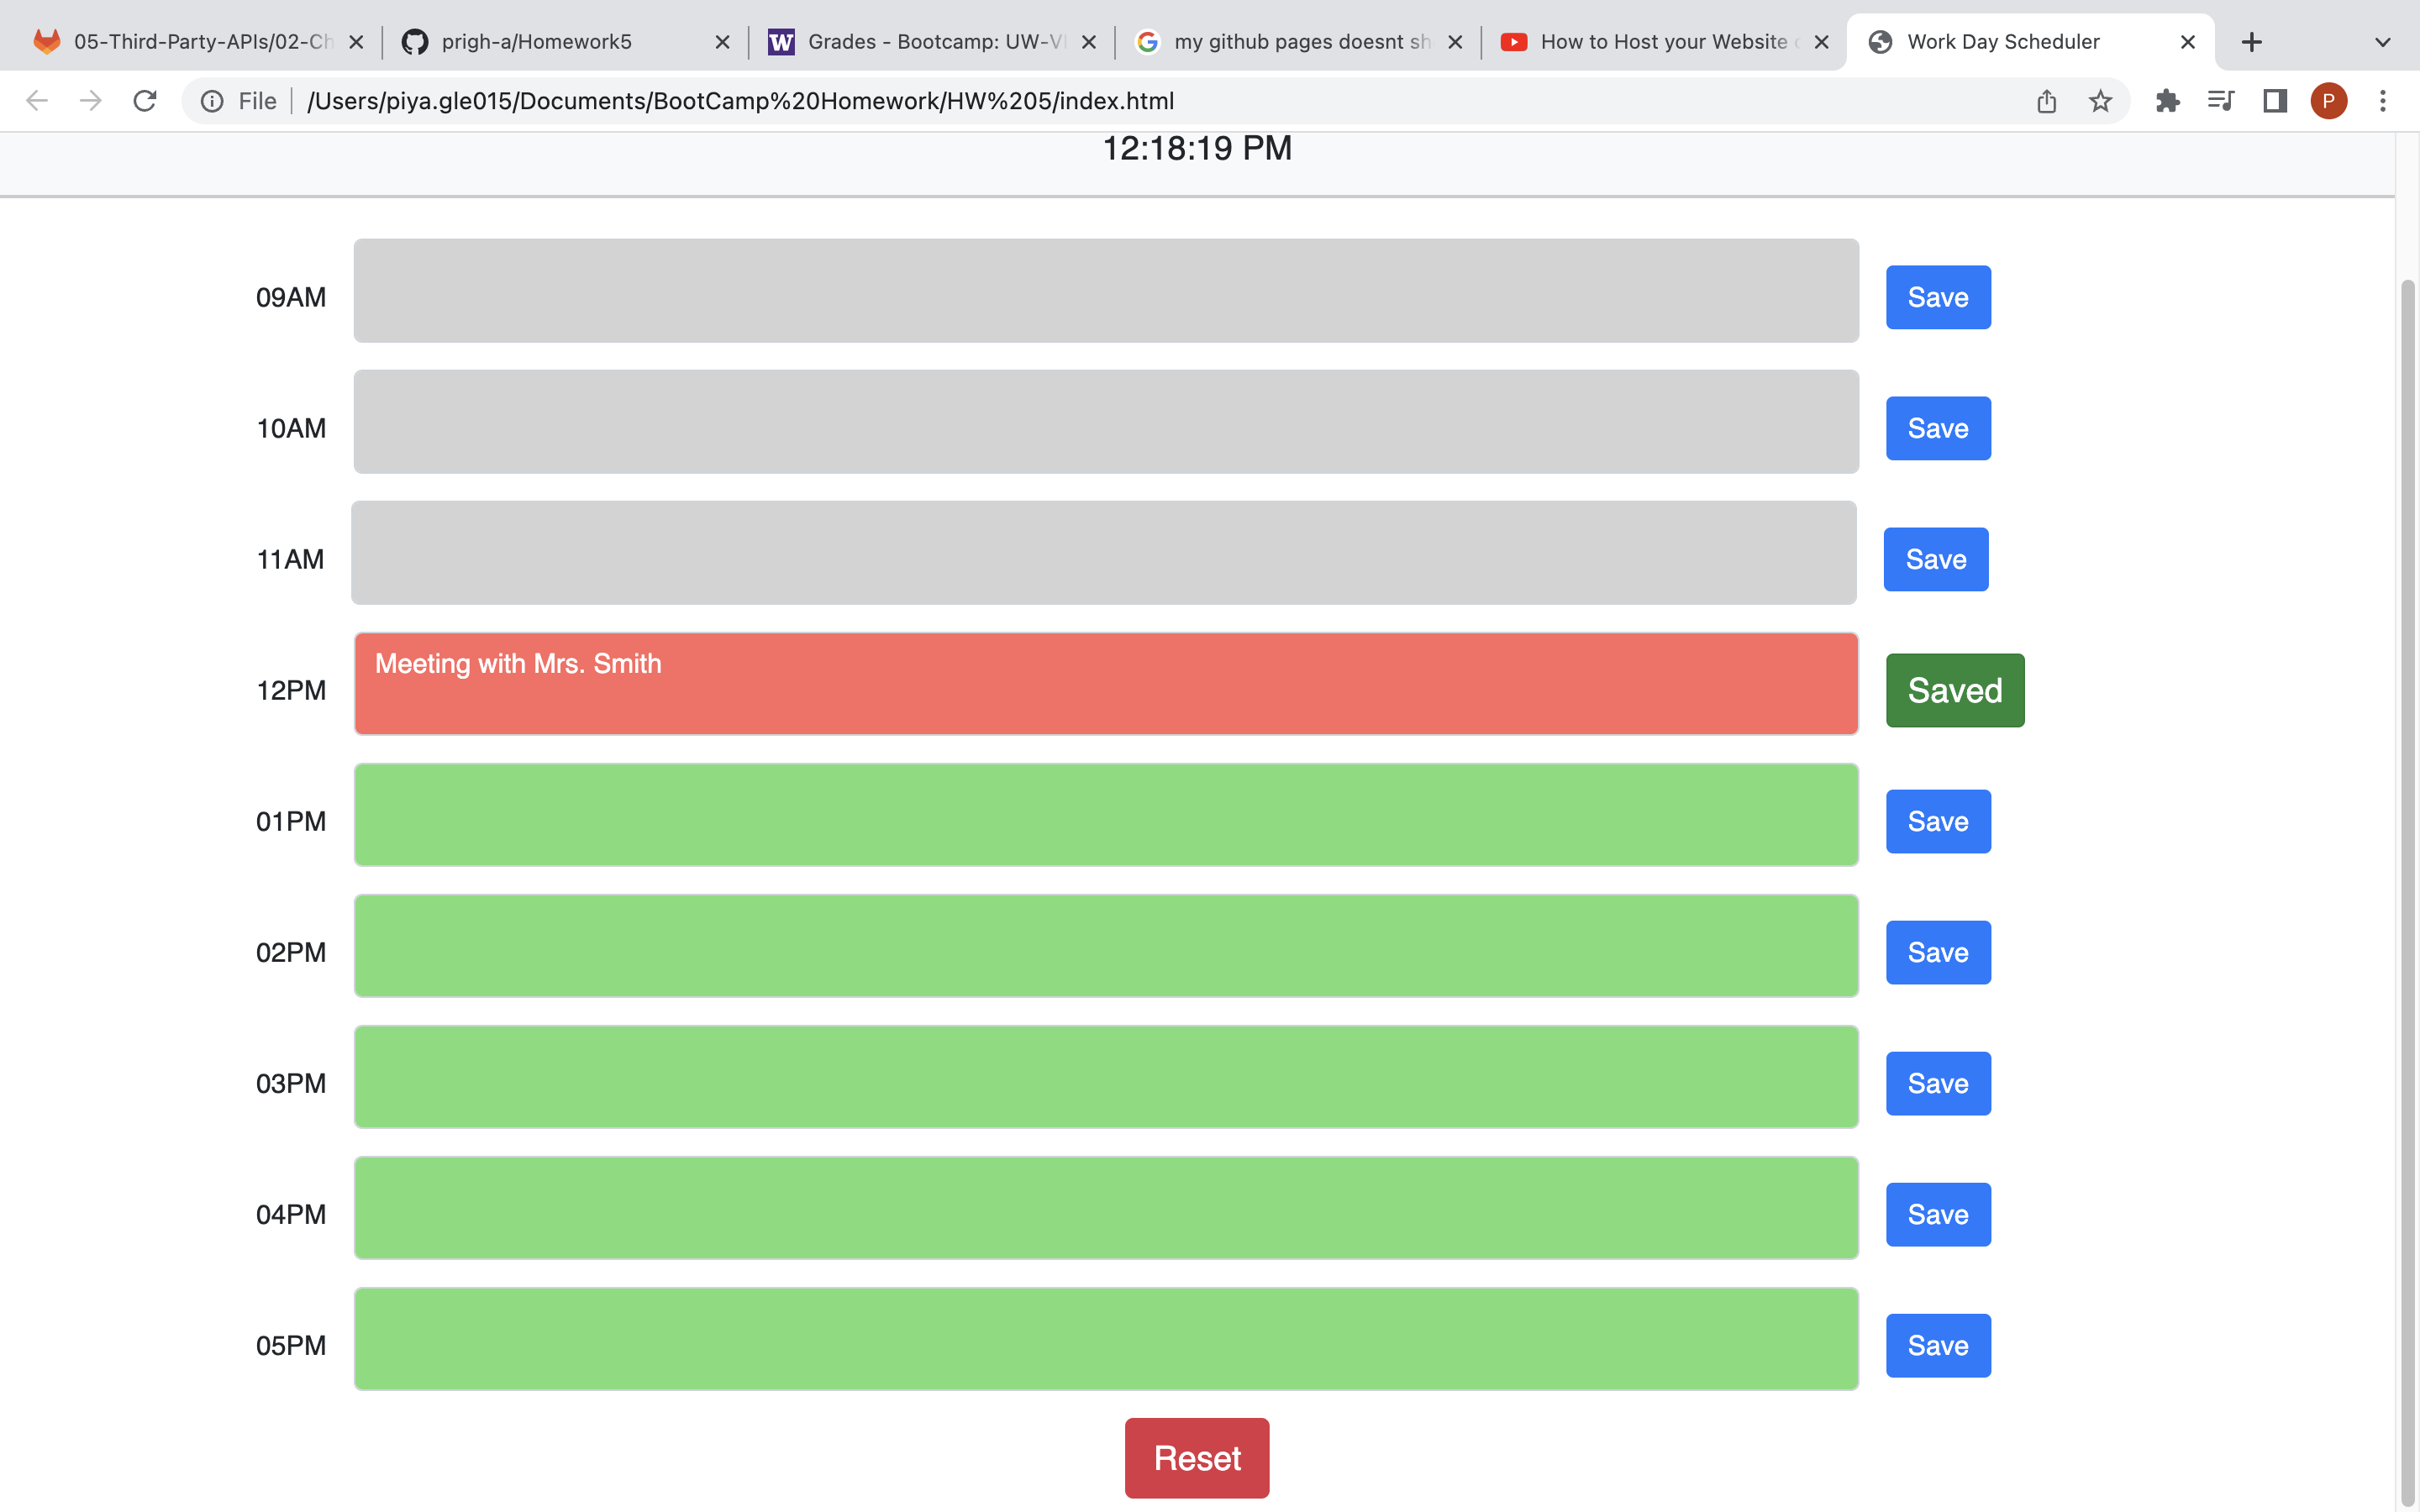 05-Third-Party-APIs/02-Ch
prigh-a/Homework5
Grades - Bootcamp: UW-VI
my github pages doesnt sh
How to Host your Website
Work Day Scheduler
File
/Users/piya.gle015/Documents/BootCamp%20Homework/HW%205/index.html
P
12:18:19 PM
09AM Save
10AM Save
11AM Save
12PM Meeting with Mrs. Smith Saved
01PM Save
02PM Save
03PM Save
04PM Save
05PM Save
Reset